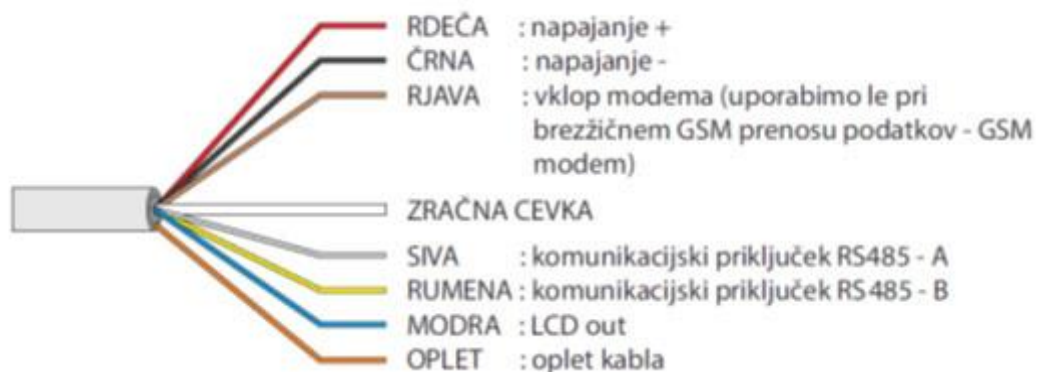 RDEČA : napajanje +
ČRNA : napajanje -
RJAVA : vklop modema (uporabimo le pri
brezžičnem GSM prenosu podatkov - GSM
modem)
ZRAČNA CEVKA
SIVA : komunikacijski priključek RS485 - A
RUMENA : komunikacijski priključek RS485 - B
MODRA : LCD out
OPLET : oplet kabla